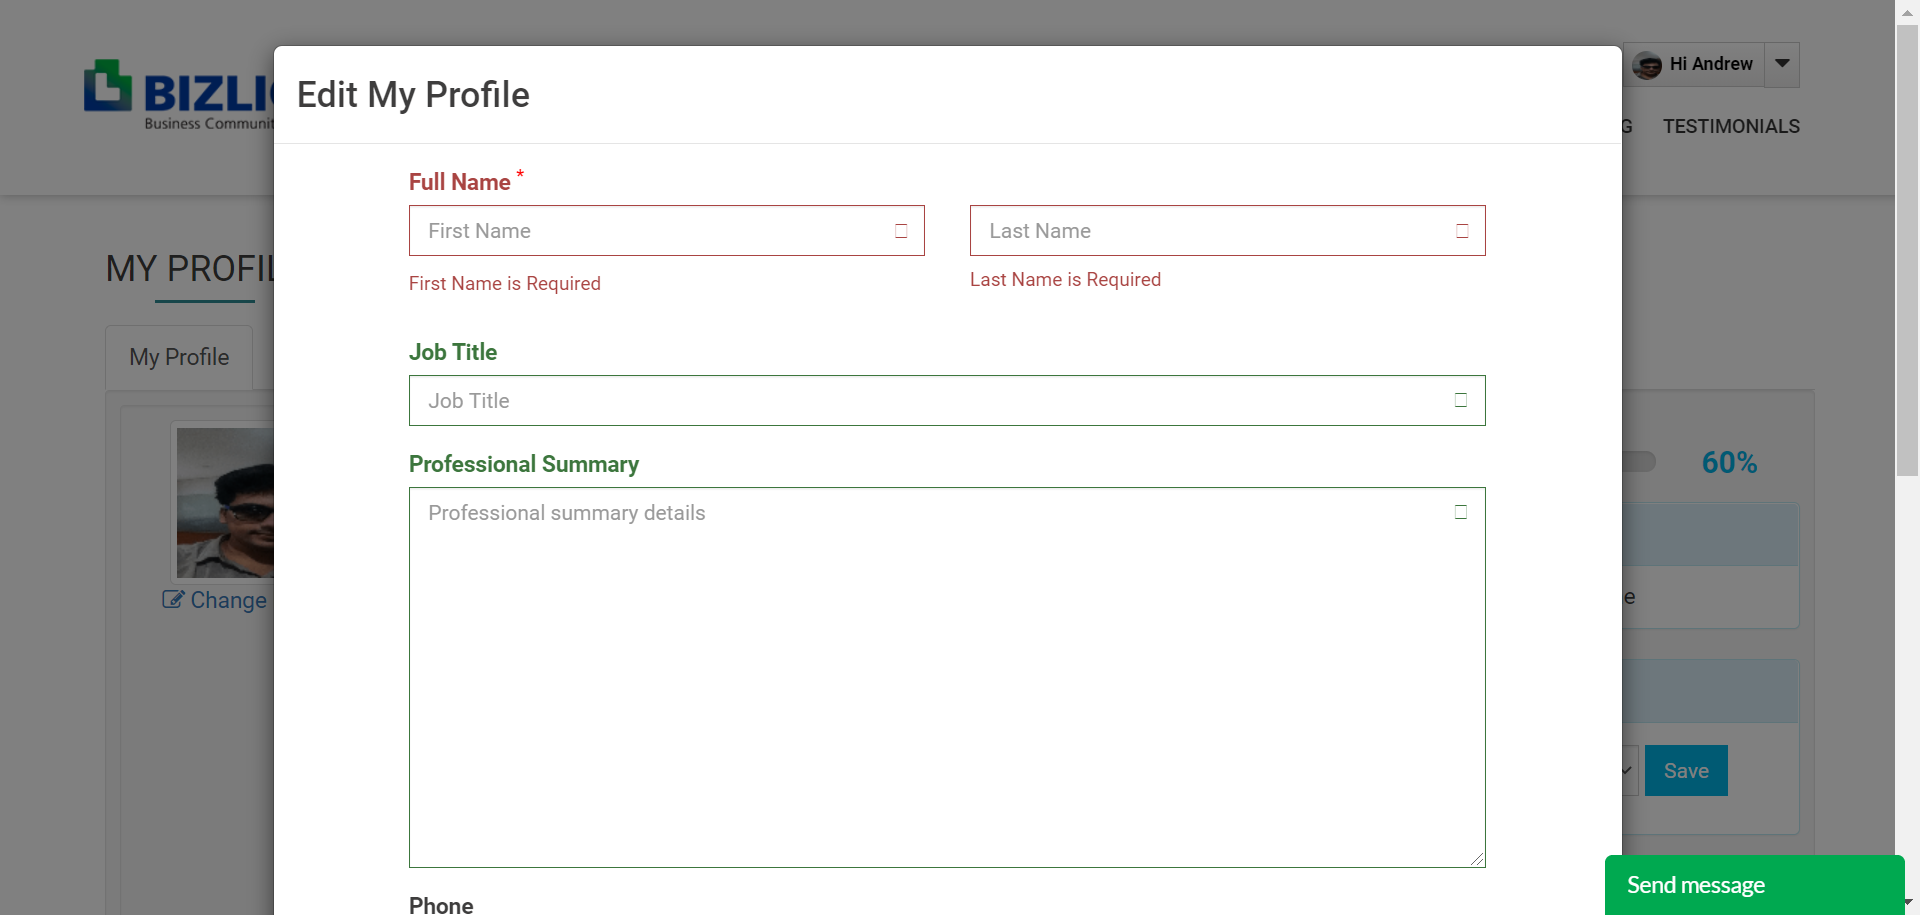 BIZLI
Business Communit
Hi Andrew
G
TESTIMONIALS
Edit My Profile
Full Name *
First Name
Last Name
First Name is Required
Last Name is Required
MY PROFIL
My Profile
Job Title
Job Title
Professional Summary
Professional summary details
60%
Change
e
Save
Phone
Send message